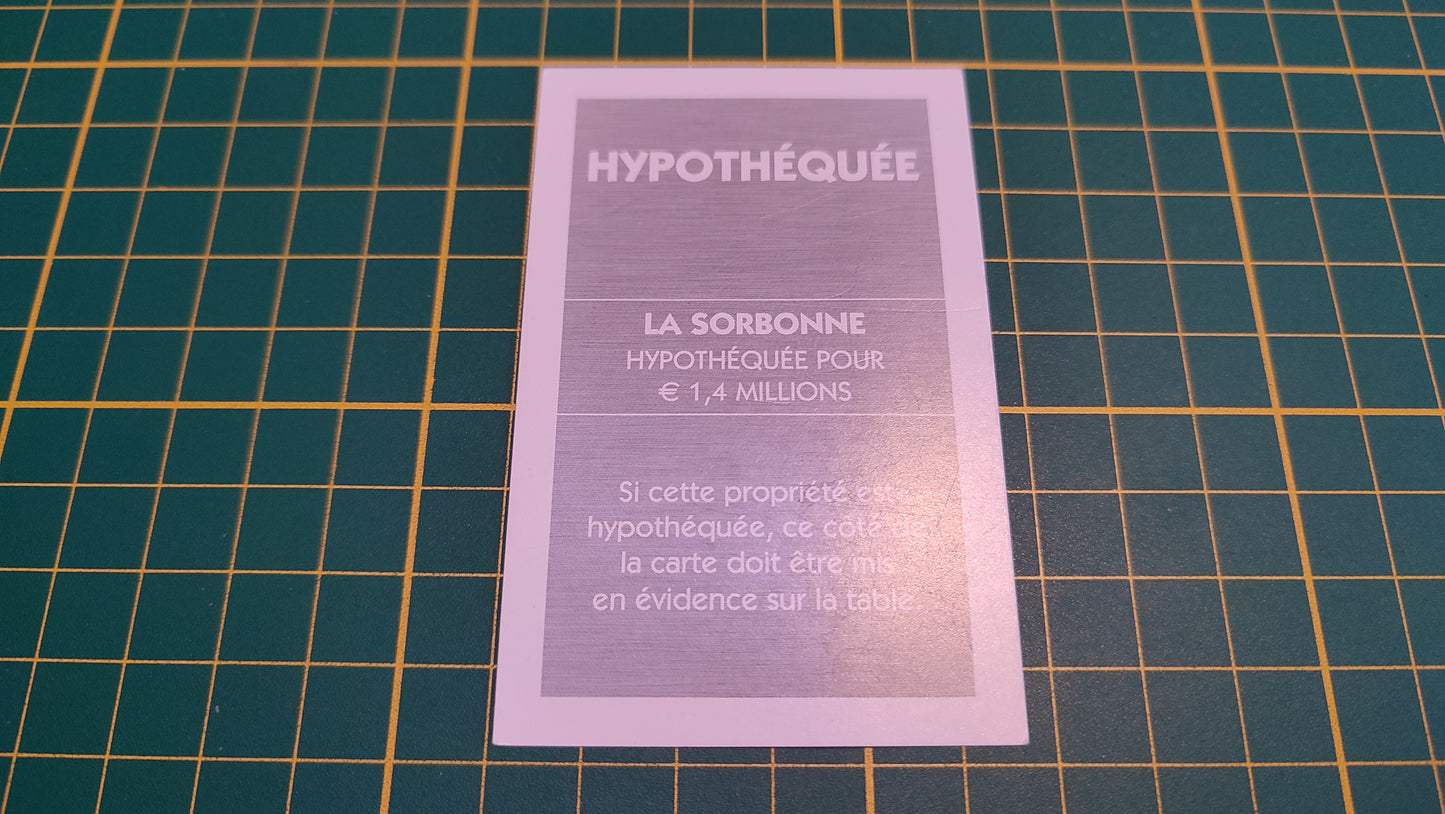 HYPOTHÉQUÉE
LA SORBONNE
HYPOTHÉQUÉE POUR
€ 1,4 MILLIONS
Si cette propriété est
hypothéquée, ce côté de
la carte doit être mis
en évidence sur la table.